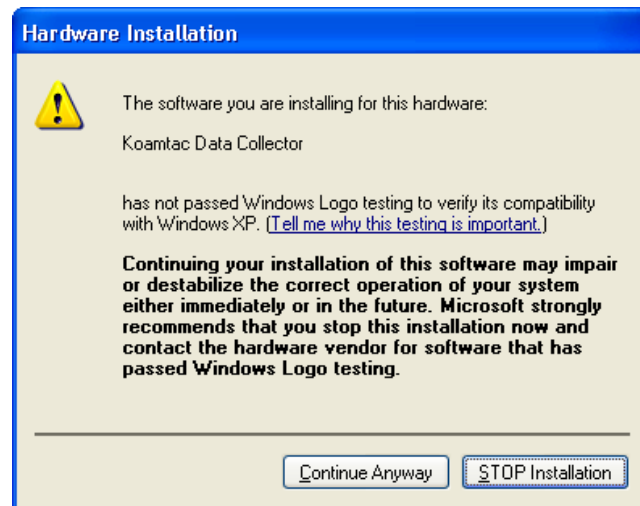 Hardware Installation
The software you are installing for this hardware:
Koamtac Data Collector
has not passed Windows Logo testing to verify its compatibility
with Windows XP. (Tell me why this testing is important.)
Continuing your installation of this software may impair
or destabilize the correct operation of your system
either immediately or in the future. Microsoft strongly
recommends that you stop this installation now and
contact the hardware vendor for software that has
passed Windows Logo testing.
Continue Anyway
STOP Installation